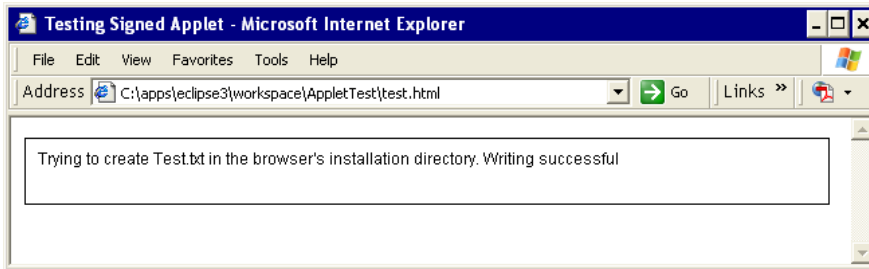 Testing Signed Applet - Microsoft Internet Explorer
File Edit View Favorites Tools Help
Address C:\apps\eclipse3\workspace\AppletTest\test.html Go Links »
Trying to create Test.txt in the browser's installation directory. Writing successful